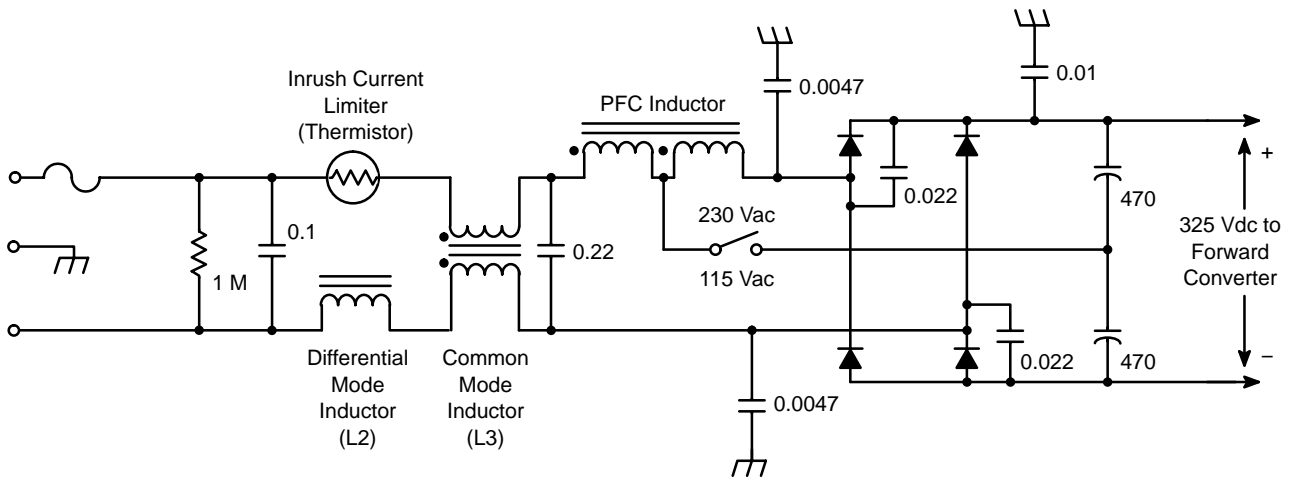 Inrush Current
Limiter
(Thermistor)
PFC Inductor
0.0047
0.01
0.022
470
+
325 Vdc to
Forward
Converter
−
230 Vac
115 Vac
0.1
1 M
0.22
0.022
470
Differential
Mode
Inductor
(L2)
Common
Mode
Inductor
(L3)
0.0047